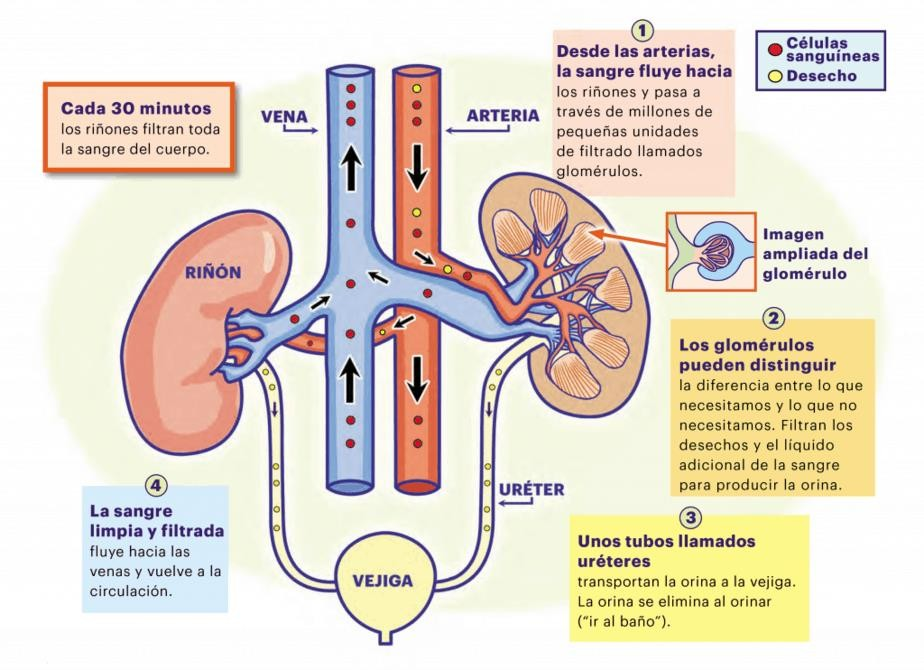 Cada 30 minutos
los riñones filtran toda
la sangre del cuerpo.
VENA
ARTERIA
1
Desde las arterias,
la sangre fluye hacia
los riñones y pasa a
través de millones de
pequeñas unidades
de filtrado llamados
glomérulos.
Células
sanguíneas
Desecho
RIÑÓN
Imagen
ampliada del
glomérulo
2
Los glomérulos
pueden distinguir
la diferencia entre lo que
necesitamos y lo que no
necesitamos. Filtran los
desechos y el líquido
adicional de la sangre
para producir la orina.
URÉTER
3
Unos tubos llamados
uréteres
transportan la orina a la vejiga.
La orina se elimina al orinar
(“ir al baño”).
4
La sangre
limpia y filtrada
fluye hacia las
venas y vuelve a la
circulación.
VEJIGA